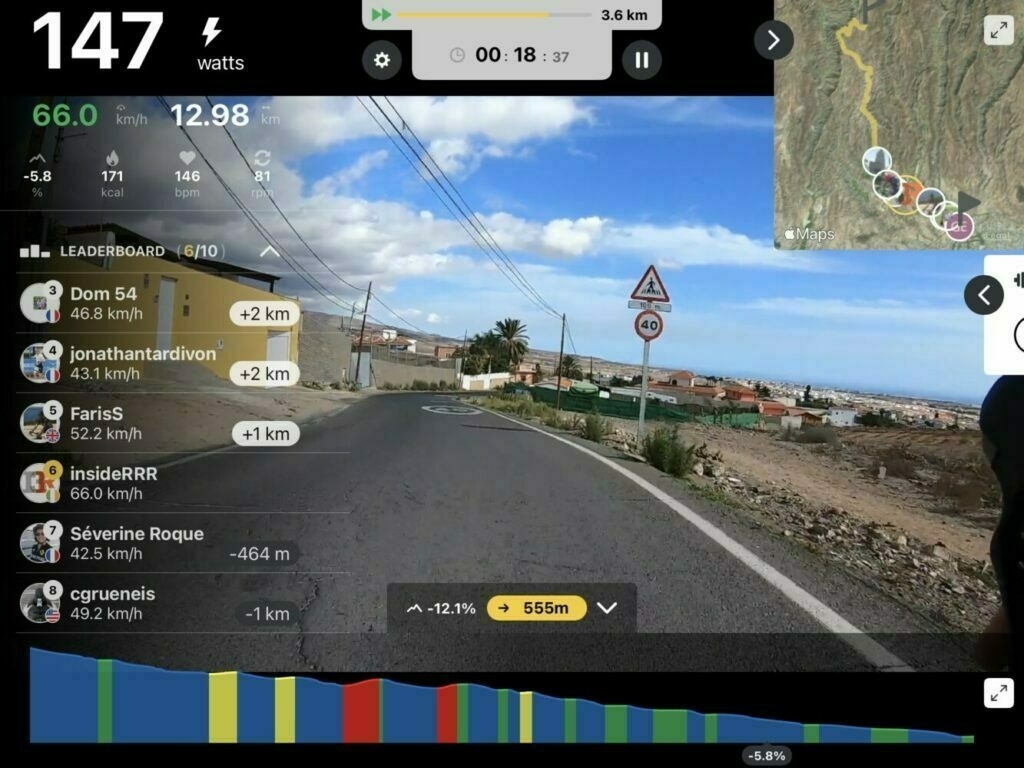 147
watts
3.6 km
00 : 18 : 37
66.0 km/h
12.98 km
-5.8 %
171 kcal
146 bpm
81 rpm
LEADERBOARD (6/10)
3 Dom 54
46.8 km/h
+2 km
4 jonathantardivon
43.1 km/h
+2 km
5 FarisS
52.2 km/h
+1 km
6 insideRRR
66.0 km/h
7 Séverine Roque
42.5 km/h
-464 m
8 cgrueneis
49.2 km/h
-1 km
Maps
Legal
40
-12.1%
555m
-5.8%